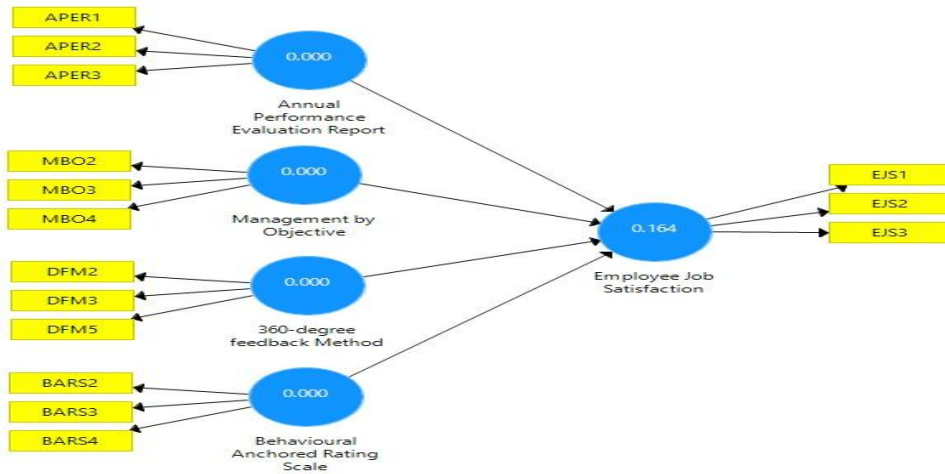 APER1
APER2
APER3
0.000
Annual
Performance
Evaluation Report
MBO2
MBO3
MBO4
0.000
Management by
Objective
DFM2
DFM3
DFM5
0.000
360-degree
feedback Method
BARS2
BARS3
BARS4
0.000
Behavioural
Anchored Rating
Scale
0.164
Employee Job
Satisfaction
EJS1
EJS2
EJS3